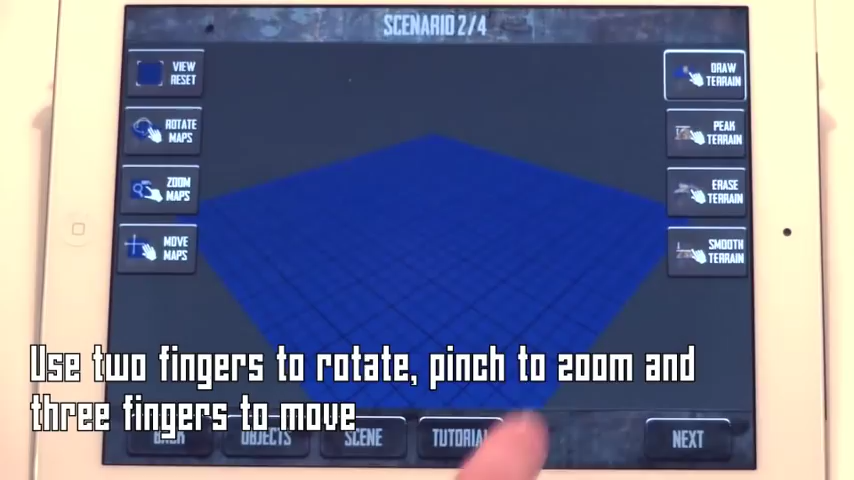 SCENARIO 2/4
VIEW
RESET
DRAW
TERRAIN
ROTATE
MAPS
PEAK
TERRAIN
ZOOM
MAPS
ERASE
TERRAIN
MOVE
MAPS
SMOOTH
TERRAIN
Use two fingers to rotate, pinch to zoom and
three fingers to move
BACK
OBJECTS
SCENE
TUTORIAL
NEXT